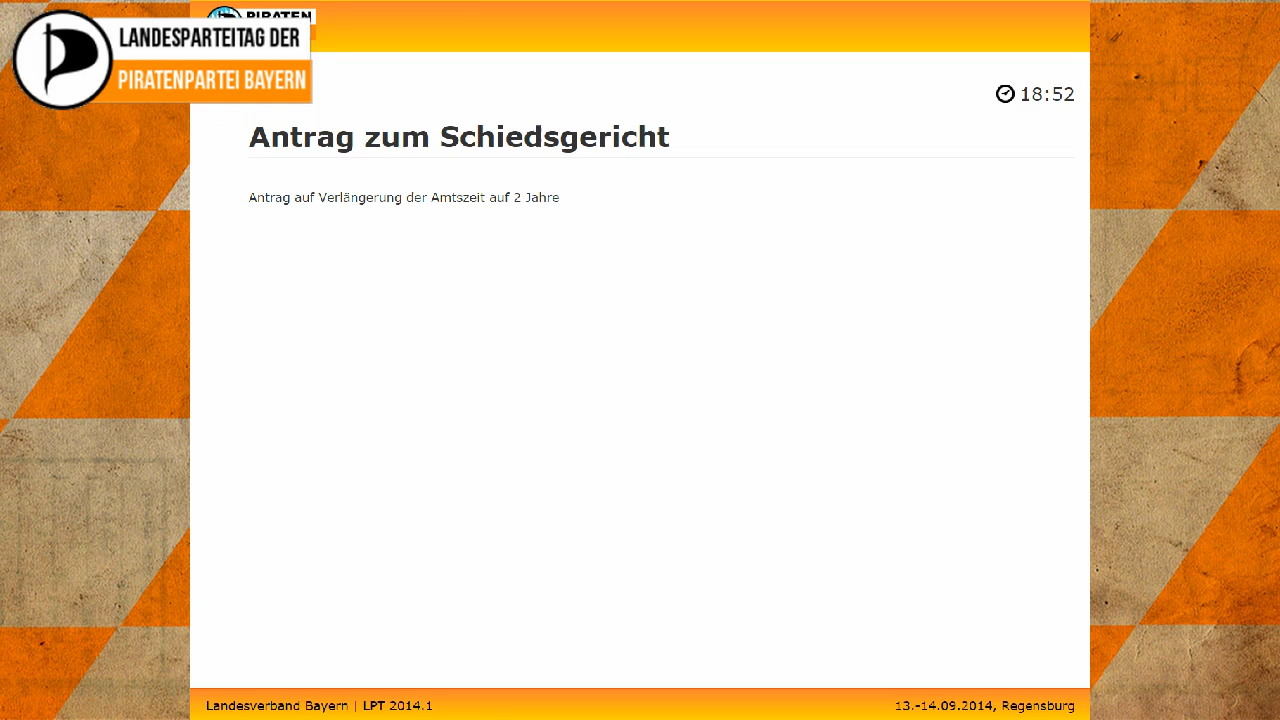 PIRATEN
LANDESPARTEITAG DER
PIRATENPARTEI BAYERN
18:52
Antrag zum Schiedsgericht
Antrag auf Verlängerung der Amtszeit auf 2 Jahre
Landesverband Bayern | LPT 2014.1
13.-14.09.2014, Regensburg